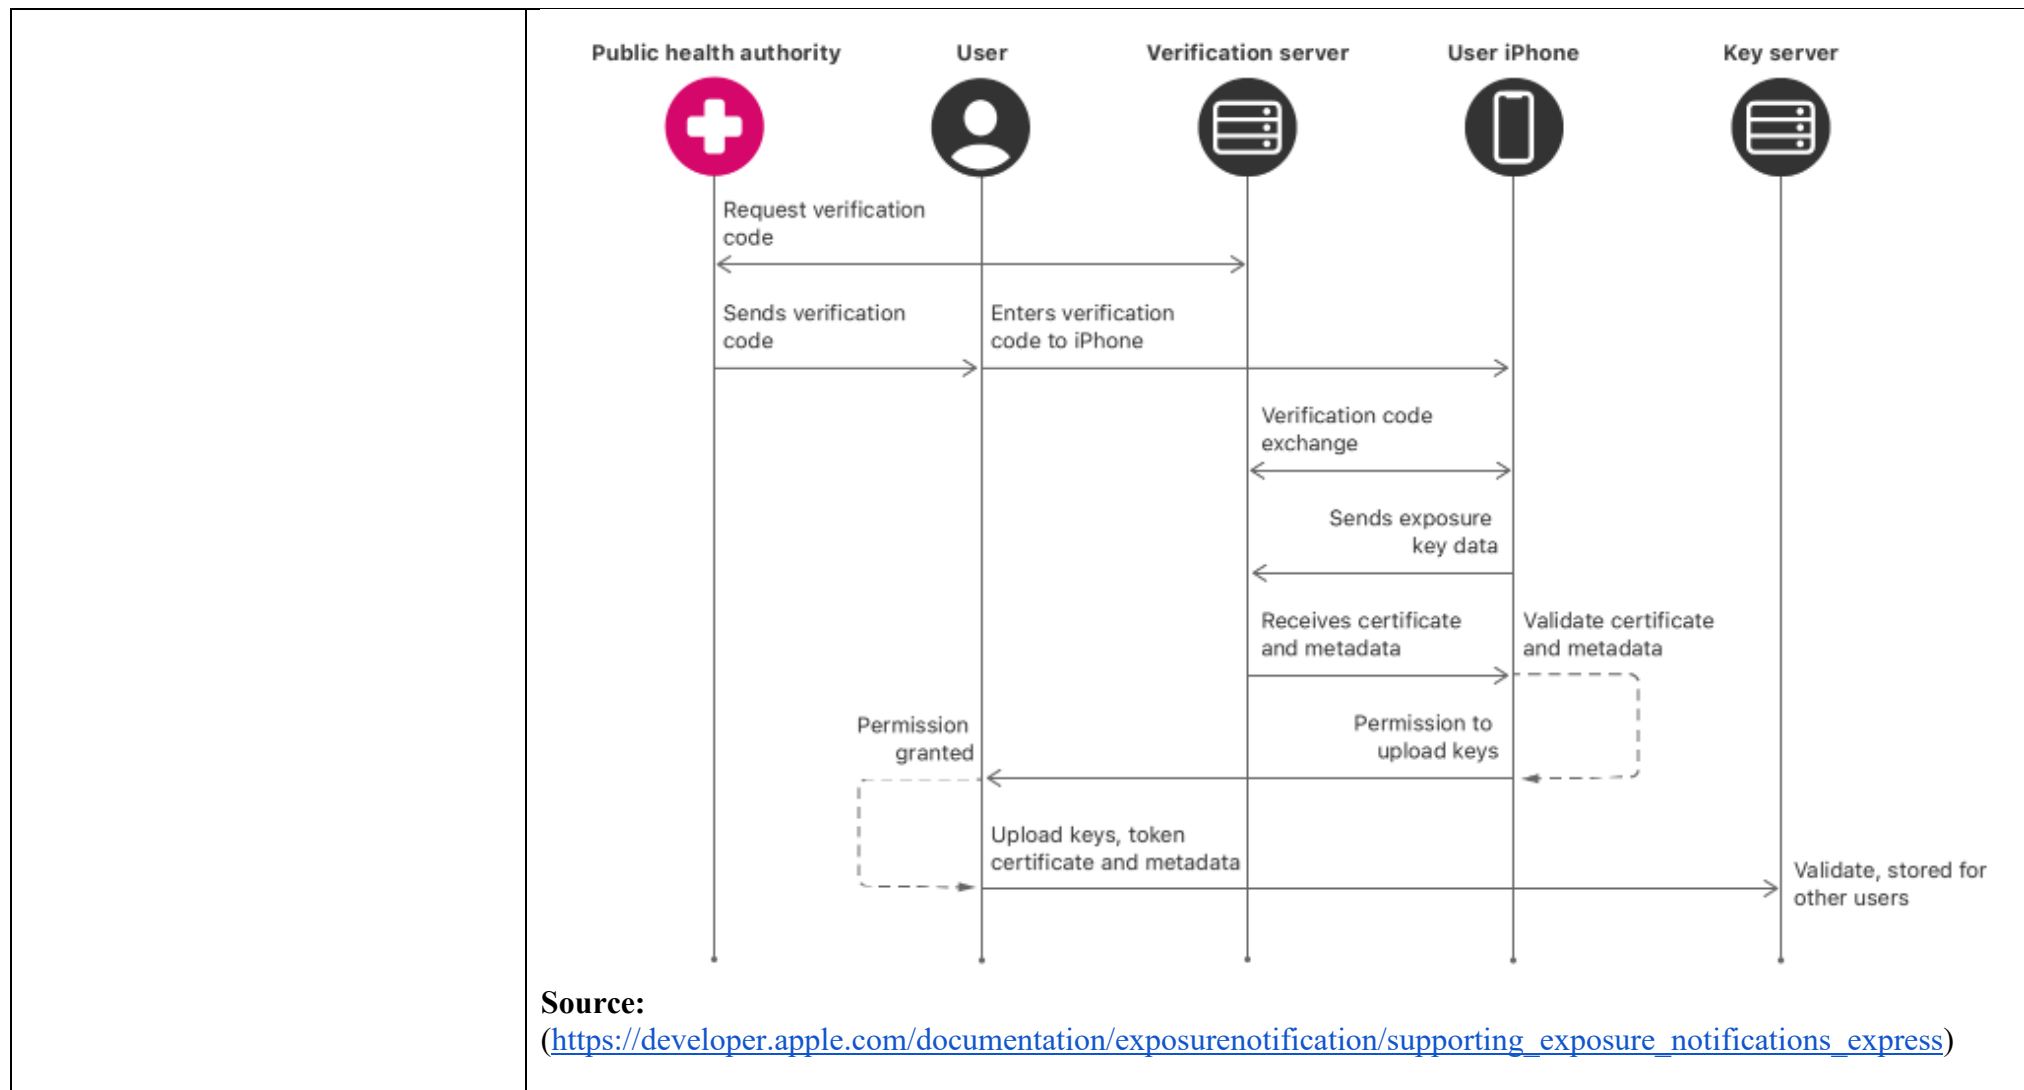 Public health authority
User
Verification server
User iPhone
Key server
Request verification
code
Sends verification
code
Enters verification
code to iPhone
Verification code
exchange
Sends exposure
key data
Receives certificate
and metadata
Validate certificate
and metadata
Permission
granted
Permission to
upload keys
Upload keys, token
certificate and metadata
Validate, stored for
other users
Source:
(https://developer.apple.com/documentation/exposurenotification/supporting_exposure_notifications_express)